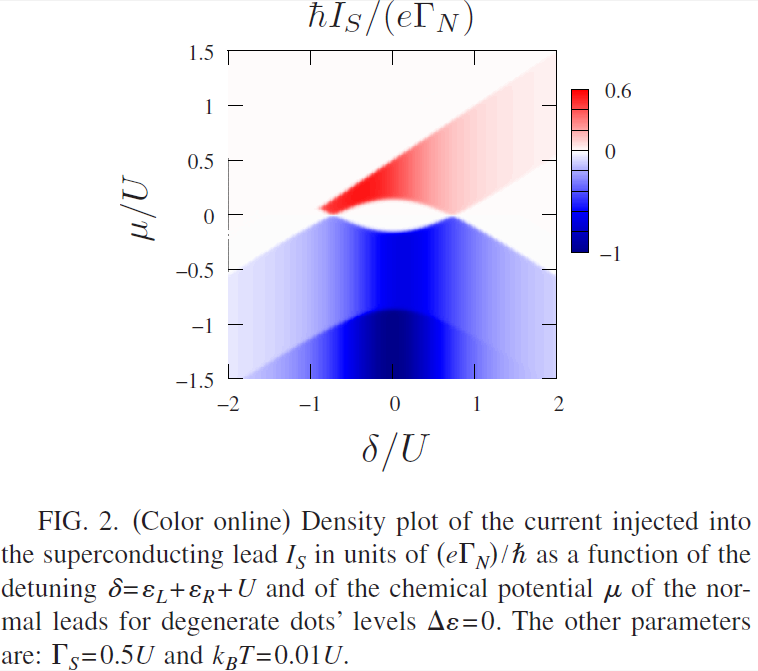 ℏI_S/(eΓ_N)
1.5
1
0.5
0
−0.5
−1
−1.5
μ/U
0.6
0
−1
−2 −1 0 1 2
δ/U
FIG. 2. (Color online) Density plot of the current injected into
the superconducting lead I_S in units of (eΓ_N)/ℏ as a function of the
detuning δ=ε_L+ε_R+U and of the chemical potential μ of the nor-
mal leads for degenerate dots' levels Δε=0. The other parameters
are: Γ_S=0.5U and k_BT=0.01U.